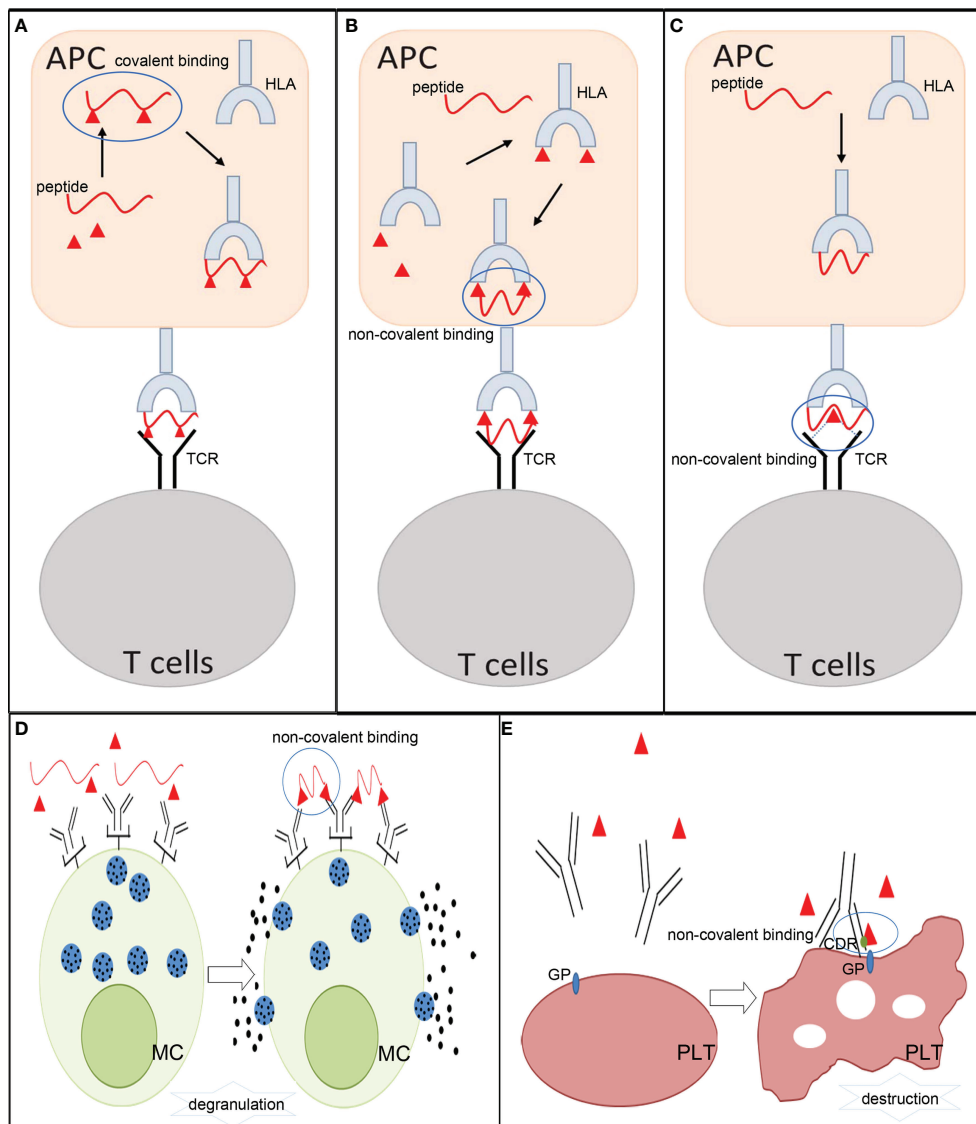 A
APC
covalent binding
HLA
peptide
TCR
T cells
B
APC
peptide
HLA
non-covalent binding
TCR
T cells
C
APC
peptide
HLA
non-covalent binding
TCR
T cells
D
non-covalent binding
MC
MC
degranulation
E
non-covalent binding
CDR
GP
GP
PLT
PLT
destruction